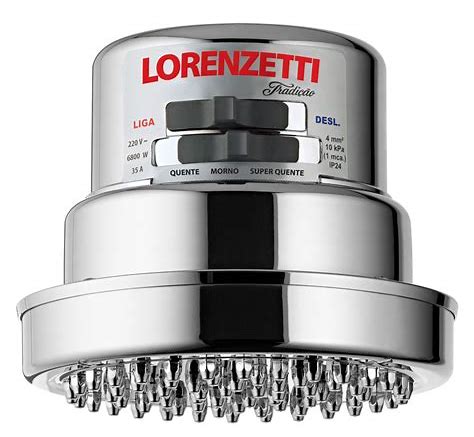 LORENZETTI
Tradição
LIGA
DESL.
220 V~
6800 W
35 A
4 mm²
10 kPa
(1 mca.)
IP24
QUENTE MORNO SUPER QUENTE